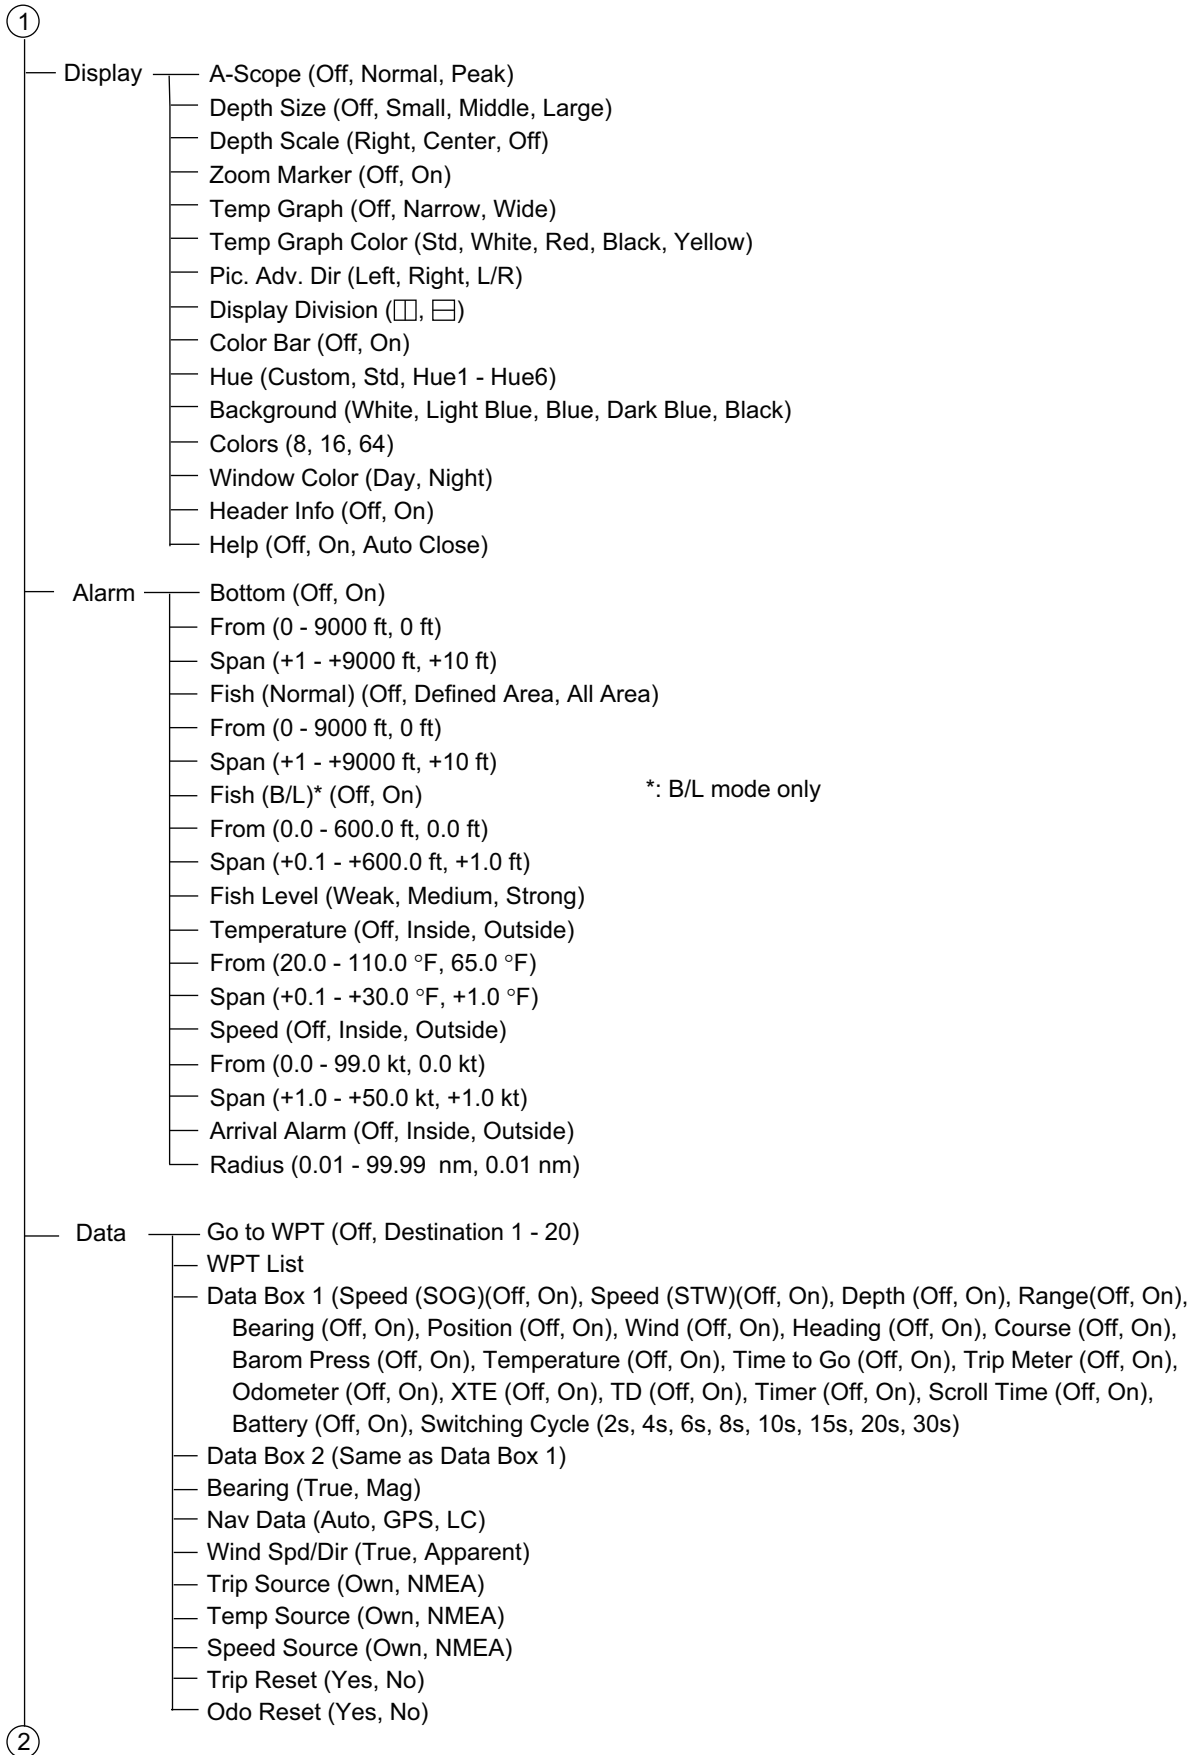 1
Display
A-Scope (Off, Normal, Peak)
Depth Size (Off, Small, Middle, Large)
Depth Scale (Right, Center, Off)
Zoom Marker (Off, On)
Temp Graph (Off, Narrow, Wide)
Temp Graph Color (Std, White, Red, Black, Yellow)
Pic. Adv. Dir (Left, Right, L/R)
Display Division (◫, ⊟)
Color Bar (Off, On)
Hue (Custom, Std, Hue1 - Hue6)
Background (White, Light Blue, Blue, Dark Blue, Black)
Colors (8, 16, 64)
Window Color (Day, Night)
Header Info (Off, On)
Help (Off, On, Auto Close)
Alarm
Bottom (Off, On)
From (0 - 9000 ft, 0 ft)
Span (+1 - +9000 ft, +10 ft)
Fish (Normal) (Off, Defined Area, All Area)
From (0 - 9000 ft, 0 ft)
Span (+1 - +9000 ft, +10 ft)
Fish (B/L)* (Off, On)
*: B/L mode only
From (0.0 - 600.0 ft, 0.0 ft)
Span (+0.1 - +600.0 ft, +1.0 ft)
Fish Level (Weak, Medium, Strong)
Temperature (Off, Inside, Outside)
From (20.0 - 110.0 °F, 65.0 °F)
Span (+0.1 - +30.0 °F, +1.0 °F)
Speed (Off, Inside, Outside)
From (0.0 - 99.0 kt, 0.0 kt)
Span (+1.0 - +50.0 kt, +1.0 kt)
Arrival Alarm (Off, Inside, Outside)
Radius (0.01 - 99.99 nm, 0.01 nm)
Data
Go to WPT (Off, Destination 1 - 20)
WPT List
Data Box 1 (Speed (SOG)(Off, On), Speed (STW)(Off, On), Depth (Off, On), Range(Off, On),
Bearing (Off, On), Position (Off, On), Wind (Off, On), Heading (Off, On), Course (Off, On),
Barom Press (Off, On), Temperature (Off, On), Time to Go (Off, On), Trip Meter (Off, On),
Odometer (Off, On), XTE (Off, On), TD (Off, On), Timer (Off, On), Scroll Time (Off, On),
Battery (Off, On), Switching Cycle (2s, 4s, 6s, 8s, 10s, 15s, 20s, 30s)
Data Box 2 (Same as Data Box 1)
Bearing (True, Mag)
Nav Data (Auto, GPS, LC)
Wind Spd/Dir (True, Apparent)
Trip Source (Own, NMEA)
Temp Source (Own, NMEA)
Speed Source (Own, NMEA)
Trip Reset (Yes, No)
Odo Reset (Yes, No)
2